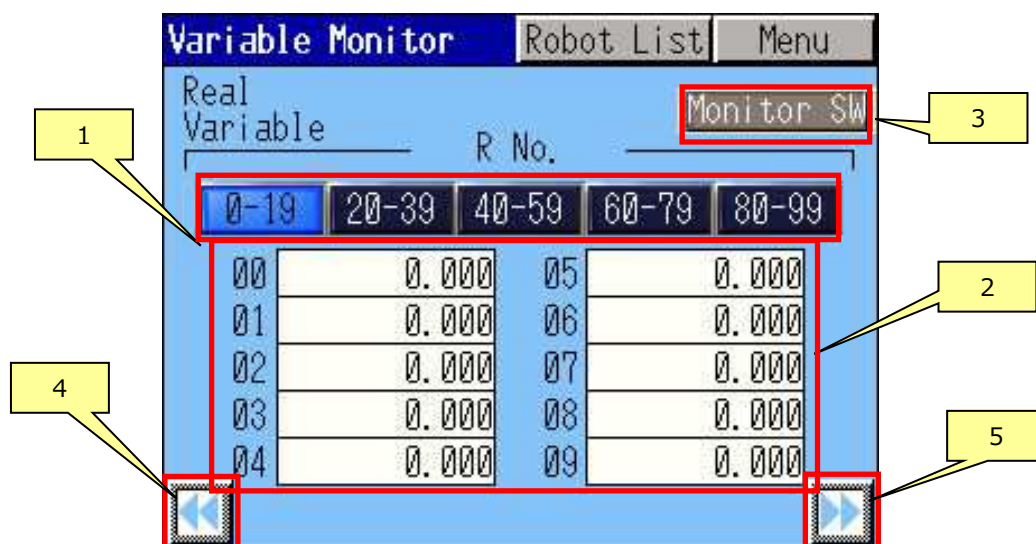 Variable Monitor Robot List Menu
Real
Variable
Monitor SW
R No.
0-19 20-39 40-59 60-79 80-99
00 0.000 05 0.000
01 0.000 06 0.000
02 0.000 07 0.000
03 0.000 08 0.000
04 0.000 09 0.000
1
2
3
4
5